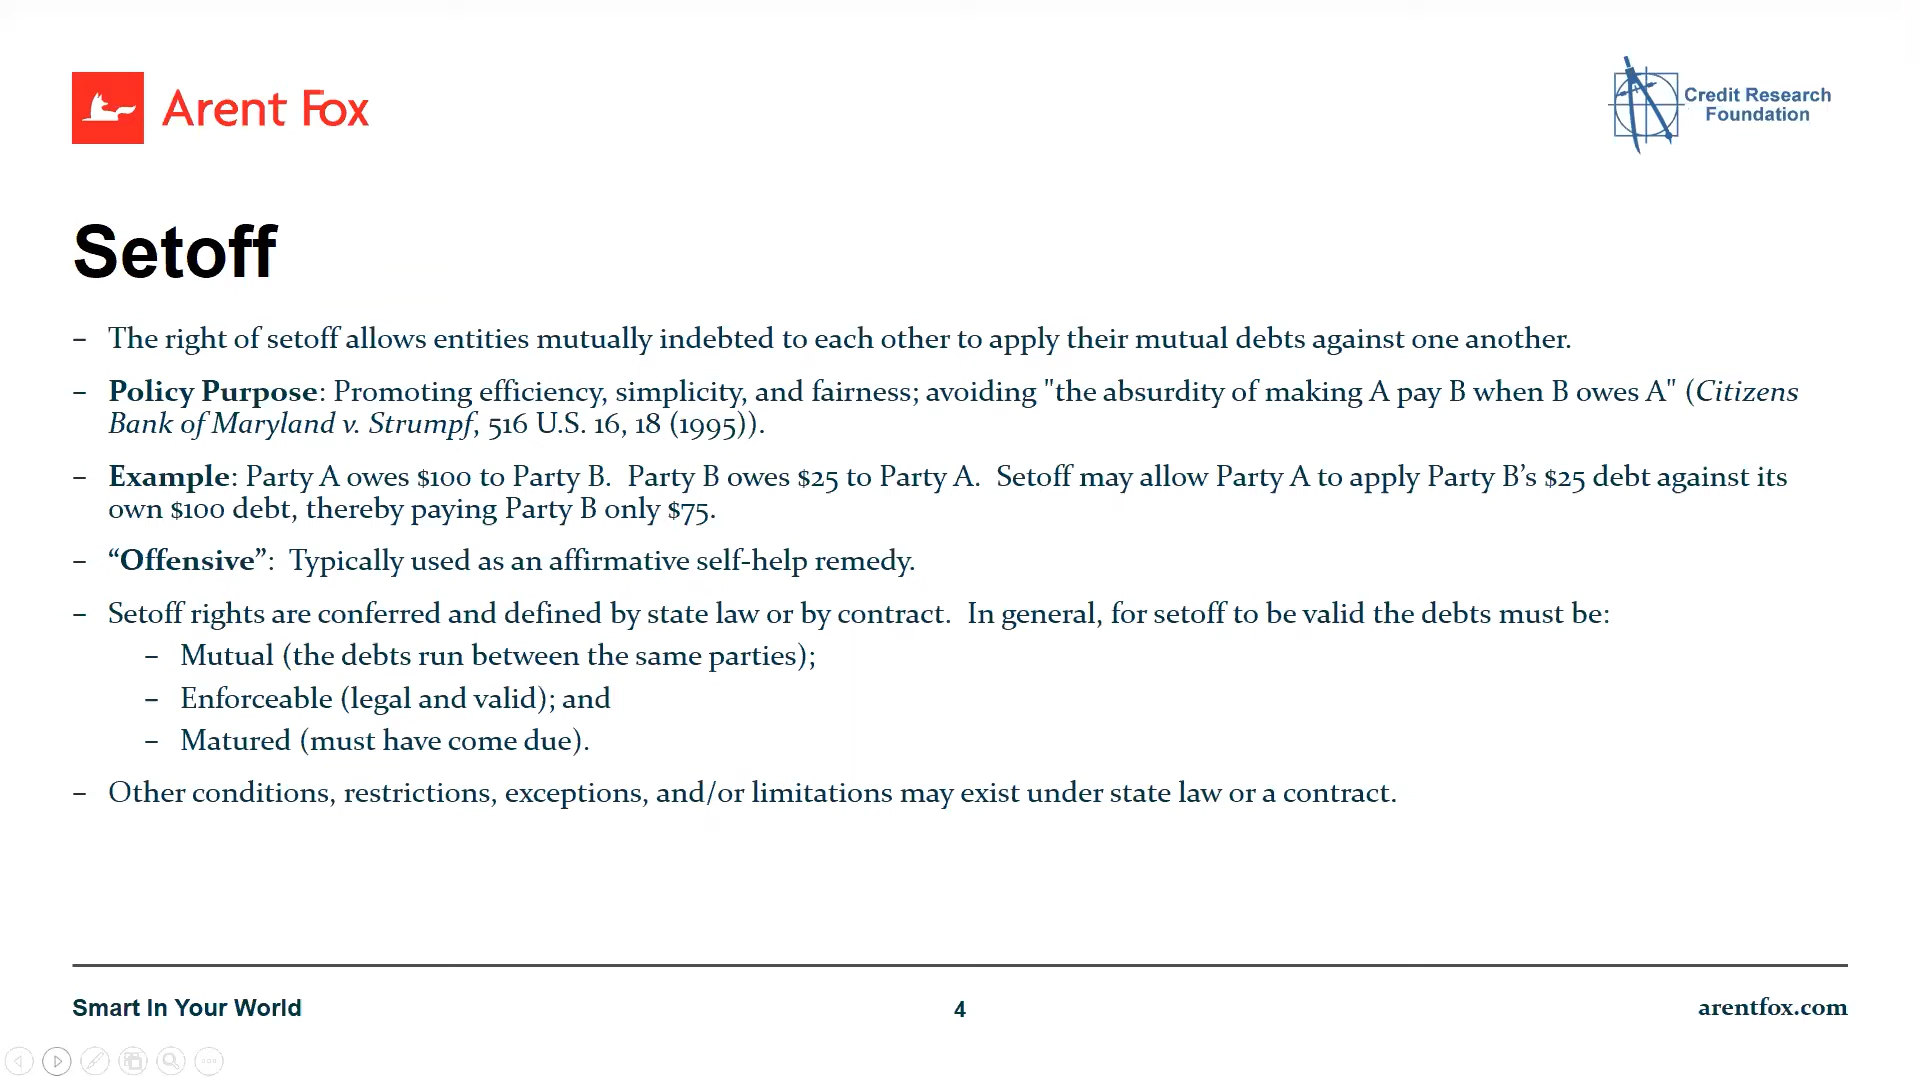 Arent Fox
Credit Research
Foundation
Setoff
– The right of setoff allows entities mutually indebted to each other to apply their mutual debts against one another.
– Policy Purpose: Promoting efficiency, simplicity, and fairness; avoiding "the absurdity of making A pay B when B owes A" (Citizens
Bank of Maryland v. Strumpf, 516 U.S. 16, 18 (1995)).
– Example: Party A owes $100 to Party B.  Party B owes $25 to Party A.  Setoff may allow Party A to apply Party B’s $25 debt against its
own $100 debt, thereby paying Party B only $75.
– “Offensive”:  Typically used as an affirmative self-help remedy.
– Setoff rights are conferred and defined by state law or by contract.  In general, for setoff to be valid the debts must be:
– Mutual (the debts run between the same parties);
– Enforceable (legal and valid); and
– Matured (must have come due).
– Other conditions, restrictions, exceptions, and/or limitations may exist under state law or a contract.
Smart In Your World
4
arentfox.com